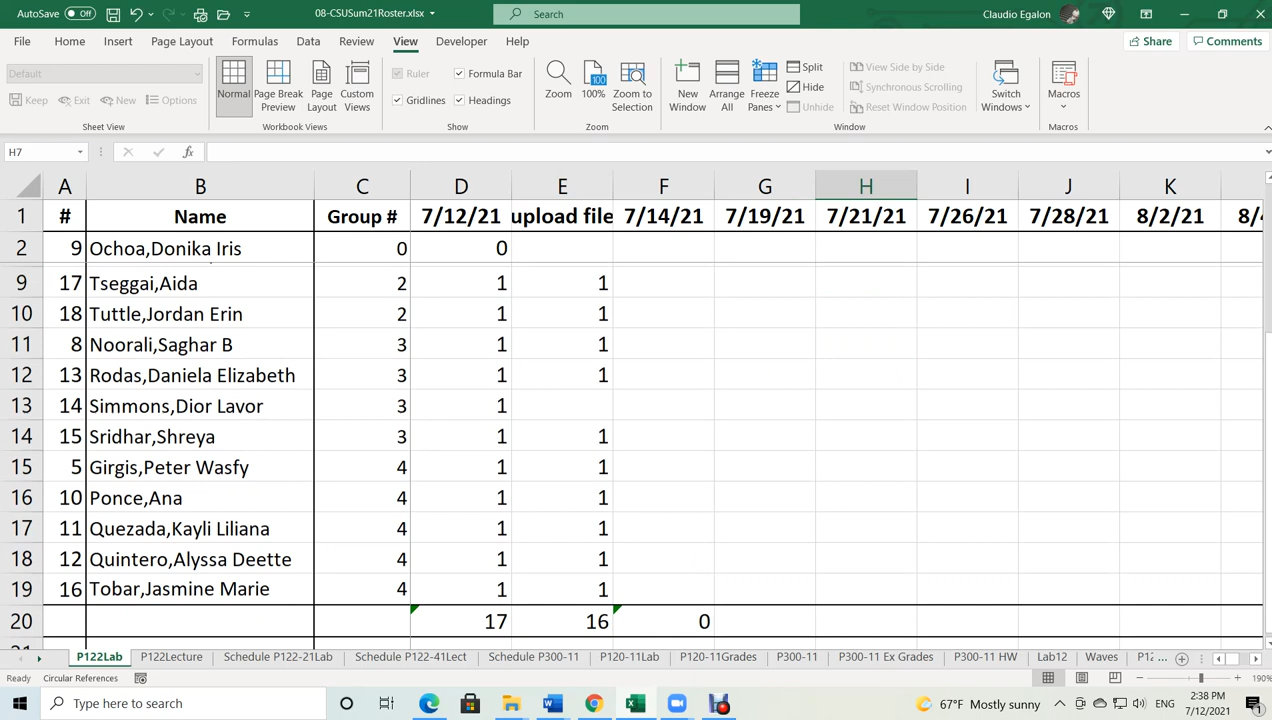 AutoSave Off 08-CSUSum21Roster.xlsx Search Claudio Egalon
File Home Insert Page Layout Formulas Data Review View Developer Help Share Comments
Default
Keep Exit New Options
Sheet View
Normal Page Break Preview Page Layout Custom Views
Workbook Views
Ruler Formula Bar
Gridlines Headings
Show
Zoom 100% Zoom to Selection
Zoom
New Window Arrange All Freeze Panes
Split
Hide
Unhide
View Side by Side
Synchronous Scrolling
Reset Window Position
Switch Windows
Window
Macros
Macros
H7 fx
A B C D E F G H I J K
1 # Name Group # 7/12/21 upload file 7/14/21 7/19/21 7/21/21 7/26/21 7/28/21 8/2/21 8/4
2 9 Ochoa,Donika Iris 0 0
9 17 Tseggai,Aida 2 1 1
10 18 Tuttle,Jordan Erin 2 1 1
11 8 Noorali,Saghar B 3 1 1
12 13 Rodas,Daniela Elizabeth 3 1 1
13 14 Simmons,Dior Lavor 3 1
14 15 Sridhar,Shreya 3 1 1
15 5 Girgis,Peter Wasfy 4 1 1
16 10 Ponce,Ana 4 1 1
17 11 Quezada,Kayli Liliana 4 1 1
18 12 Quintero,Alyssa Deette 4 1 1
19 16 Tobar,Jasmine Marie 4 1 1
20 17 16 0
P122Lab P122Lecture Schedule P122-21Lab Schedule P122-41Lect Schedule P300-11 P120-11Lab P120-11Grades P300-11 P300-11 Ex Grades P300-11 HW Lab12 Waves P12 ...
Ready Circular References 190%
Type here to search 67°F Mostly sunny ENG 2:38 PM
7/12/2021 1